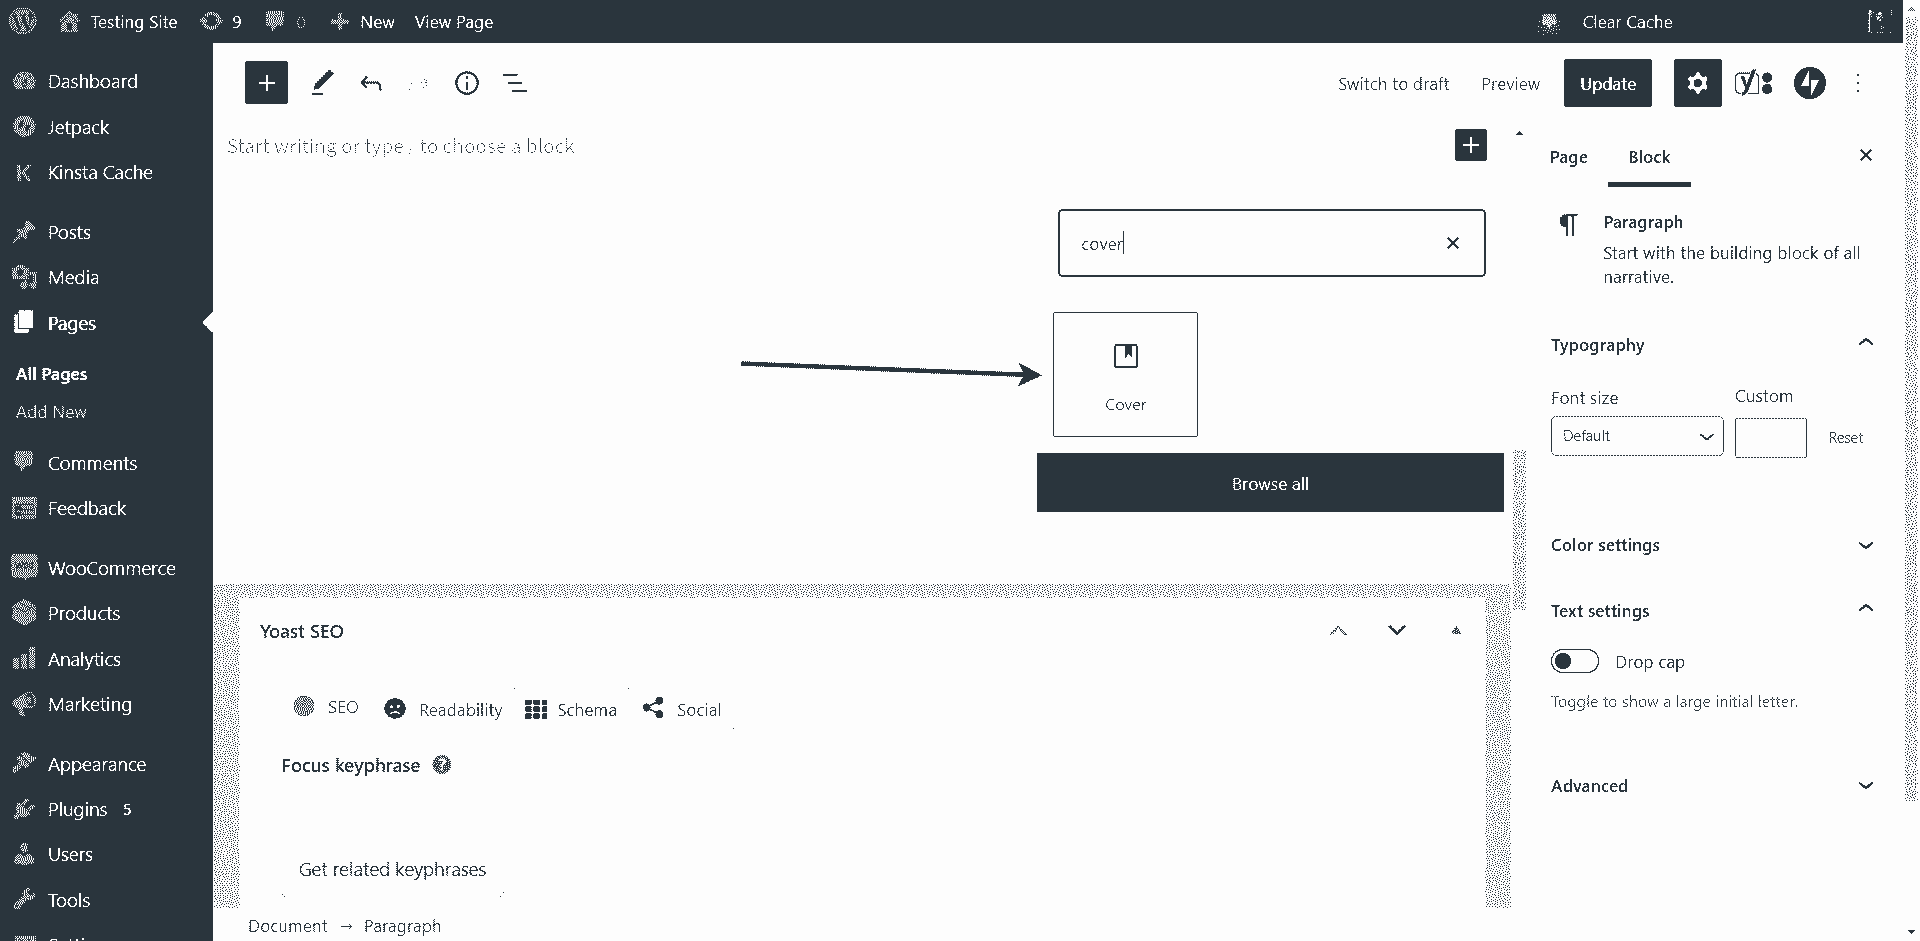 Testing Site 9 0 New View Page Clear Cache
Dashboard
Jetpack
Kinsta Cache
Posts
Media
Pages
All Pages
Add New
Comments
Feedback
WooCommerce
Products
Analytics
Marketing
Appearance
Plugins 5
Users
Tools
Switch to draft Preview Update
Start writing or type / to choose a block
cover
Cover
Browse all
Yoast SEO
SEO Readability Schema Social
Focus keyphrase
Get related keyphrases
Document → Paragraph
Page Block
Paragraph
Start with the building block of all
narrative.
Typography
Font size Custom
Default Reset
Color settings
Text settings
Drop cap
Toggle to show a large initial letter.
Advanced